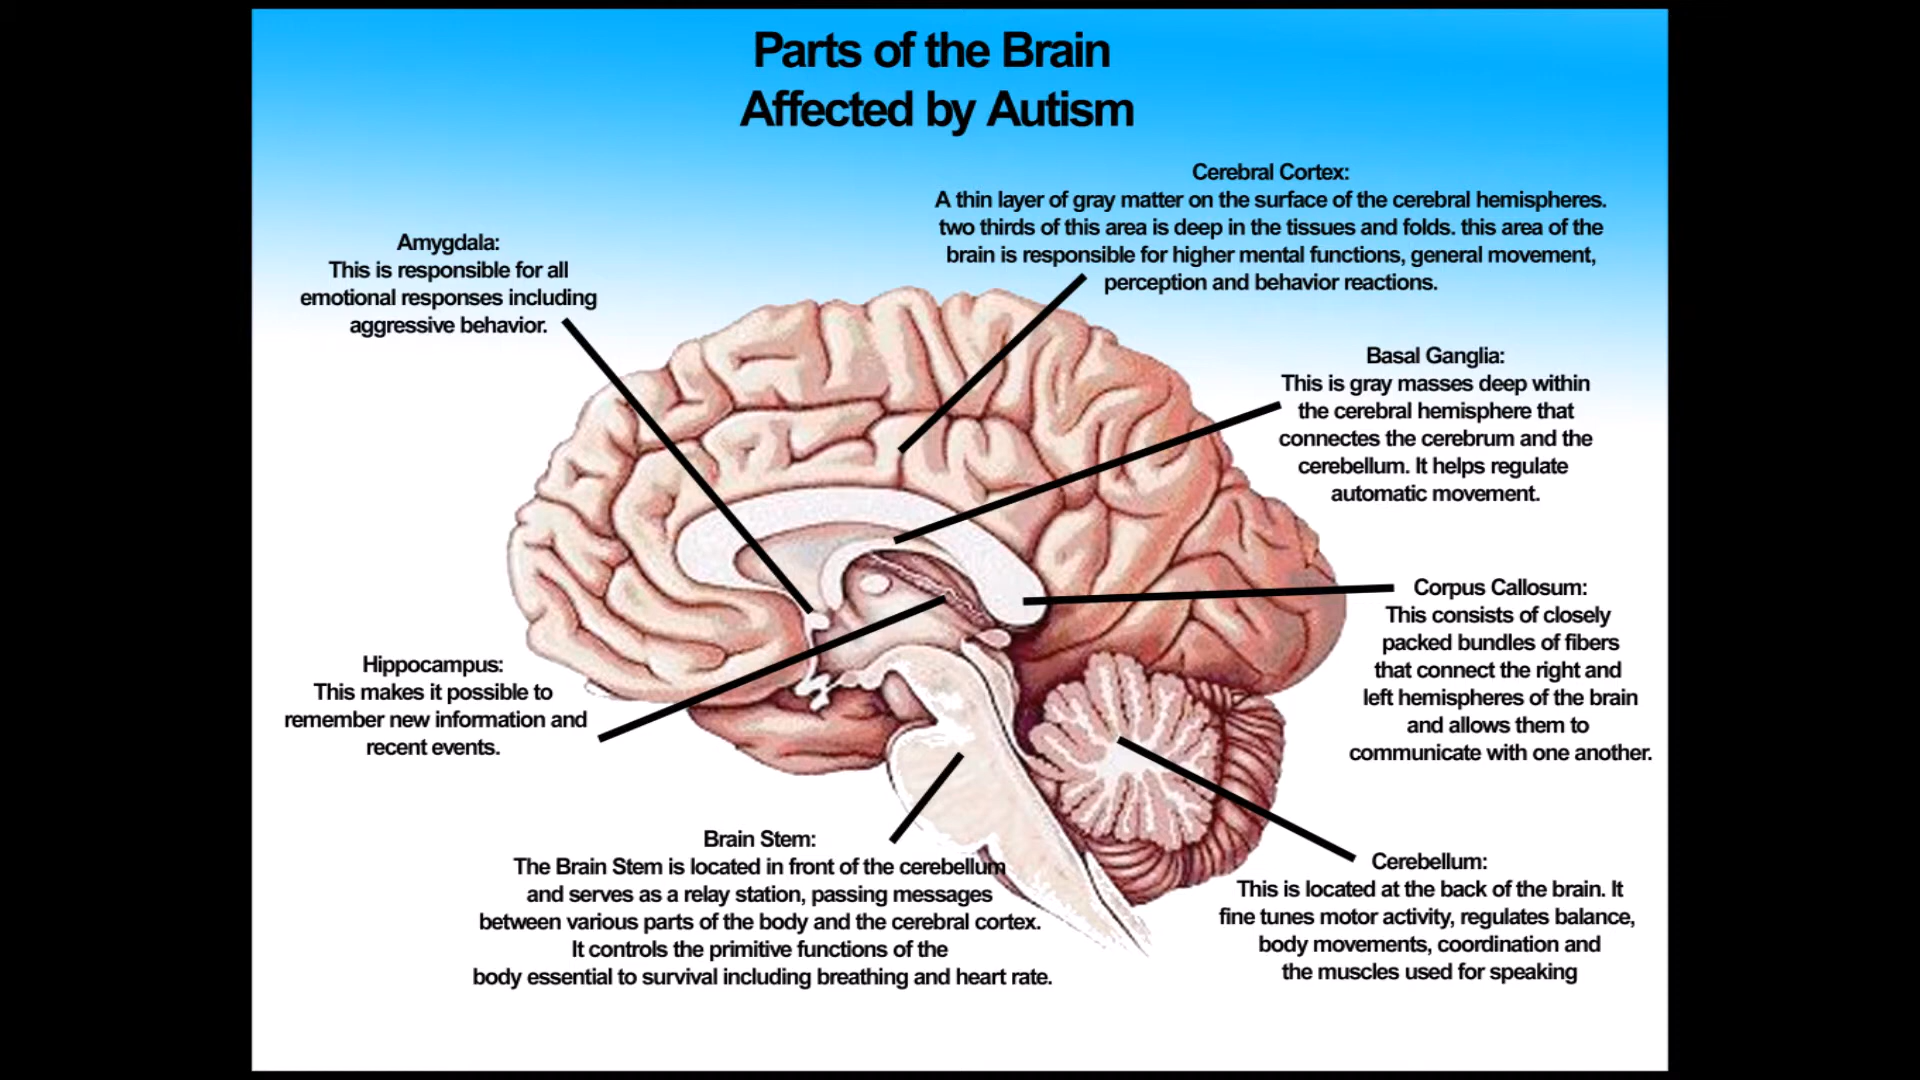 Parts of the Brain
Affected by Autism
Cerebral Cortex:
A thin layer of gray matter on the surface of the cerebral hemispheres.
two thirds of this area is deep in the tissues and folds. this area of the
brain is responsible for higher mental functions, general movement,
perception and behavior reactions.
Amygdala:
This is responsible for all
emotional responses including
aggressive behavior.
Basal Ganglia:
This is gray masses deep within
the cerebral hemisphere that
connectes the cerebrum and the
cerebellum. It helps regulate
automatic movement.
Corpus Callosum:
This consists of closely
packed bundles of fibers
that connect the right and
left hemispheres of the brain
and allows them to
communicate with one another.
Hippocampus:
This makes it possible to
remember new information and
recent events.
Brain Stem:
The Brain Stem is located in front of the cerebellum
and serves as a relay station, passing messages
between various parts of the body and the cerebral cortex.
It controls the primitive functions of the
body essential to survival including breathing and heart rate.
Cerebellum:
This is located at the back of the brain. It
fine tunes motor activity, regulates balance,
body movements, coordination and
the muscles used for speaking